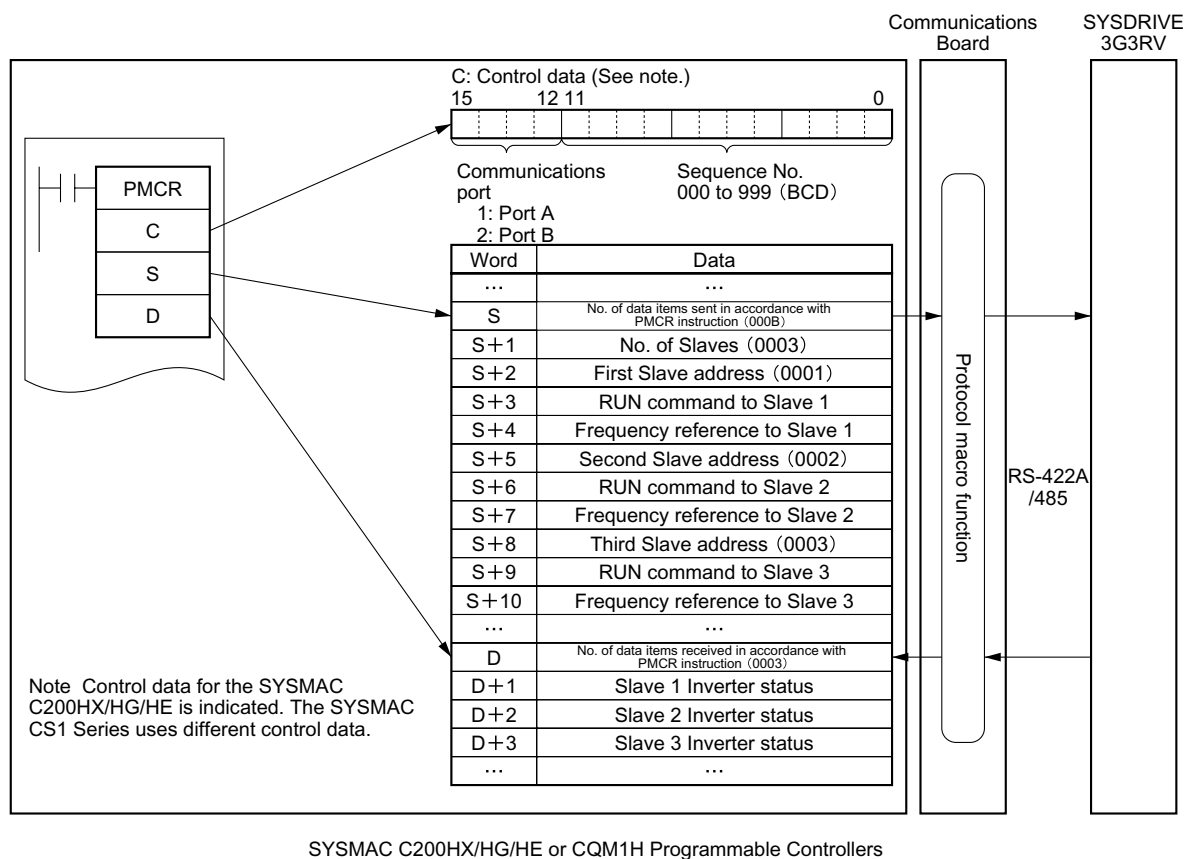 Communications
Board
SYSDRIVE
3G3RV
C: Control data (See note.)
15 12 11 0
Communications
port
1: Port A
2: Port B
Sequence No.
000 to 999 (BCD)
PMCR
C
S
D
Word Data
... ...
S No. of data items sent in accordance with
PMCR instruction (000B)
S+1 No. of Slaves (0003)
S+2 First Slave address (0001)
S+3 RUN command to Slave 1
S+4 Frequency reference to Slave 1
S+5 Second Slave address (0002)
S+6 RUN command to Slave 2
S+7 Frequency reference to Slave 2
S+8 Third Slave address (0003)
S+9 RUN command to Slave 3
S+10 Frequency reference to Slave 3
... ...
D No. of data items received in accordance with
PMCR instruction (0003)
D+1 Slave 1 Inverter status
D+2 Slave 2 Inverter status
D+3 Slave 3 Inverter status
... ...
Protocol macro function
RS-422A
/485
Note Control data for the SYSMAC
C200HX/HG/HE is indicated. The SYSMAC
CS1 Series uses different control data.
SYSMAC C200HX/HG/HE or CQM1H Programmable Controllers